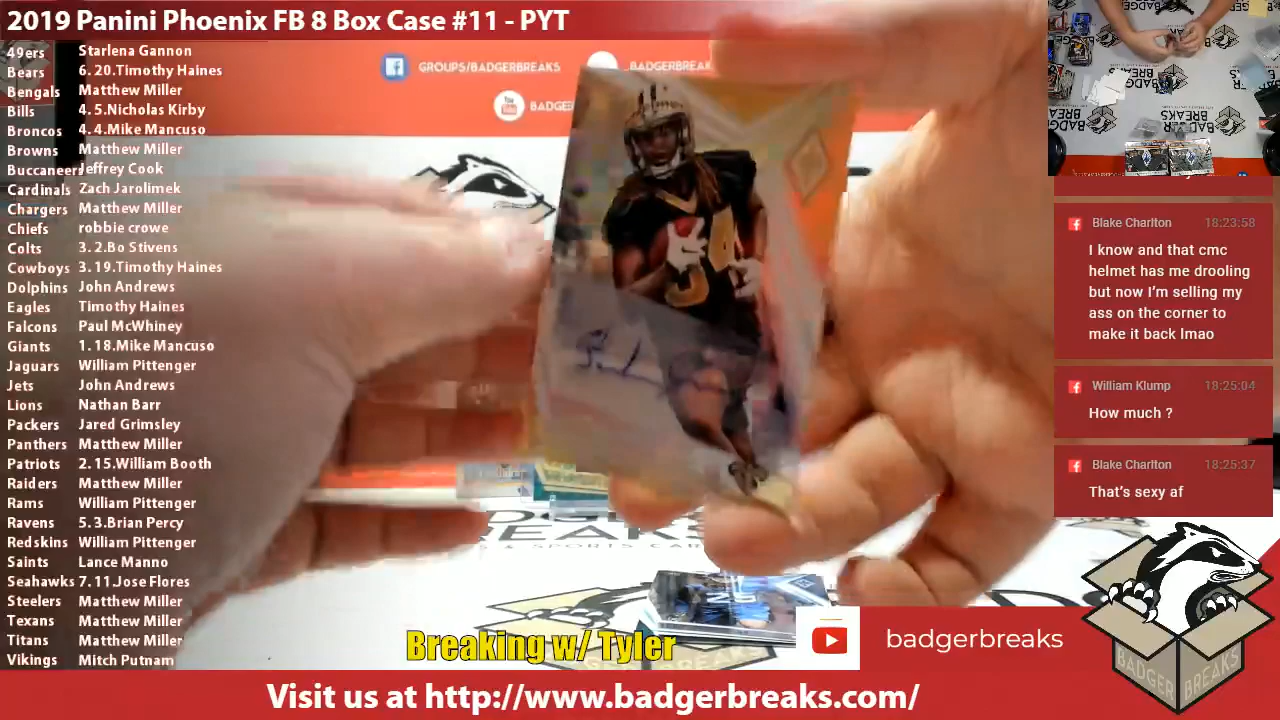 2019 Panini Phoenix FB 8 Box Case #11 - PYT
49ers Starlena Gannon
Bears 6. 20.Timothy Haines
Bengals Matthew Miller
Bills 4. 5.Nicholas Kirby
Broncos 4. 4.Mike Mancuso
Browns Matthew Miller
Buccaneers Jeffrey Cook
Cardinals Zach Jarolimek
Chargers Matthew Miller
Chiefs robbie crowe
Colts 3. 2.Bo Stivens
Cowboys 3. 19.Timothy Haines
Dolphins John Andrews
Eagles Timothy Haines
Falcons Paul McWhiney
Giants 1. 18.Mike Mancuso
Jaguars William Pittenger
Jets John Andrews
Lions Nathan Barr
Packers Jared Grimsley
Panthers Matthew Miller
Patriots 2. 15.William Booth
Raiders Matthew Miller
Rams William Pittenger
Ravens 5. 3.Brian Percy
Redskins William Pittenger
Saints Lance Manno
Seahawks 7. 11.Jose Flores
Steelers Matthew Miller
Texans Matthew Miller
Titans Matthew Miller
Vikings Mitch Putnam
GROUPS/BADGERBREAKS
_BADGERBREAKS
BADGE
34
BREAKS
25
Breaking w/ Tyler
badgerbreaks
Visit us at http://www.badgerbreaks.com/
Blake Charlton 18:23:58
I know and that cmc
helmet has me drooling
but now I'm selling my
ass on the corner to
make it back lmao
William Klump 18:25:04
How much ?
Blake Charlton 18:25:37
That's sexy af
BADGER BREAKS